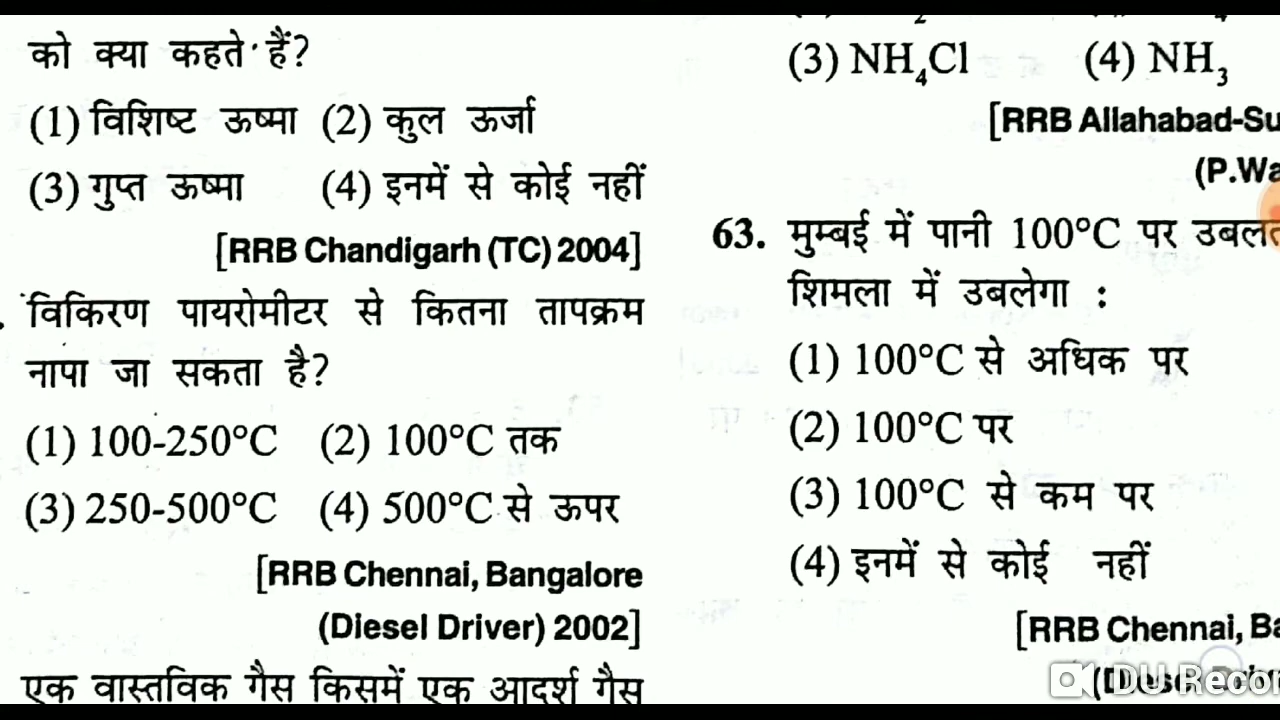 को क्या कहते हैं?
(1) विशिष्ट ऊष्मा (2) कुल ऊर्जा
(3) गुप्त ऊष्मा (4) इनमें से कोई नहीं
[RRB Chandigarh (TC) 2004]
विकिरण पायरोमीटर से कितना तापक्रम
नापा जा सकता है?
(1) 100-250°C (2) 100°C तक
(3) 250-500°C (4) 500°C से ऊपर
[RRB Chennai, Bangalore
(Diesel Driver) 2002]
एक वास्तविक गैस किसमें एक आदर्श गैस
(3) NH₄Cl (4) NH₃
[RRB Allahabad-Su
(P.Wa
63. मुम्बई में पानी 100°C पर उबलत
शिमला में उबलेगा :
(1) 100°C से अधिक पर
(2) 100°C पर
(3) 100°C से कम पर
(4) इनमें से कोई नहीं
[RRB Chennai, Ba
DU Recor